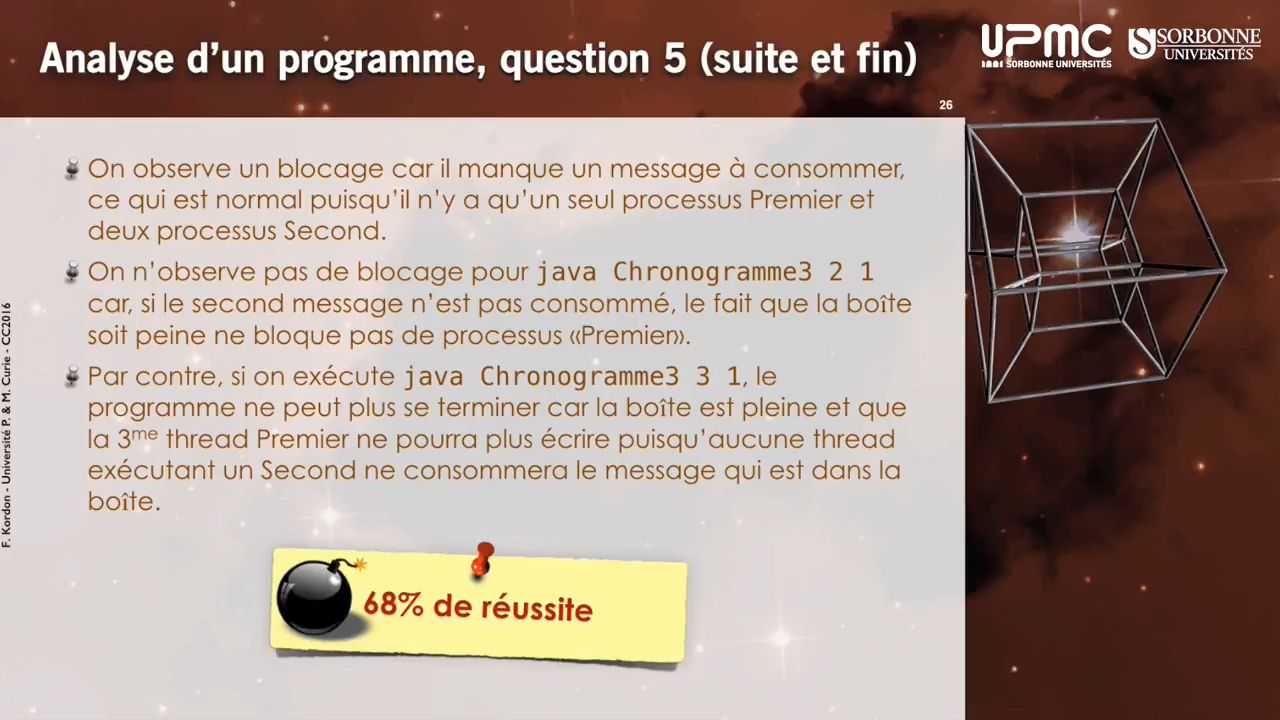 Analyse d'un programme, question 5 (suite et fin)
UPMC
SORBONNE UNIVERSITÉS
SORBONNE
UNIVERSITÉS
26
On observe un blocage car il manque un message à consommer,
ce qui est normal puisqu'il n'y a qu'un seul processus Premier et
deux processus Second.
On n'observe pas de blocage pour java Chronogramme3 2 1
car, si le second message n'est pas consommé, le fait que la boîte
soit peine ne bloque pas de processus «Premier».
Par contre, si on exécute java Chronogramme3 3 1, le
programme ne peut plus se terminer car la boîte est pleine et que
la 3me thread Premier ne pourra plus écrire puisqu'aucune thread
exécutant un Second ne consommera le message qui est dans la
boîte.
68% de réussite
F. Kordon - Université P. & M. Curie - CC2016